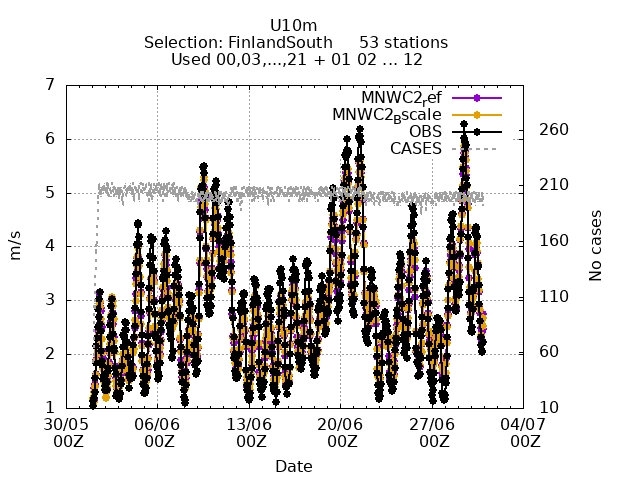 U10m
Selection: FinlandSouth 53 stations
Used 00,03,...,21 + 01 02 ... 12
MNWC2ref
MNWC2Bscale
OBS
CASES
7
6
5
4
3
2
1
m/s
260
210
160
110
60
10
No cases
30/05 06/06 13/06 20/06 27/06 04/07
00Z 00Z 00Z 00Z 00Z 00Z
Date